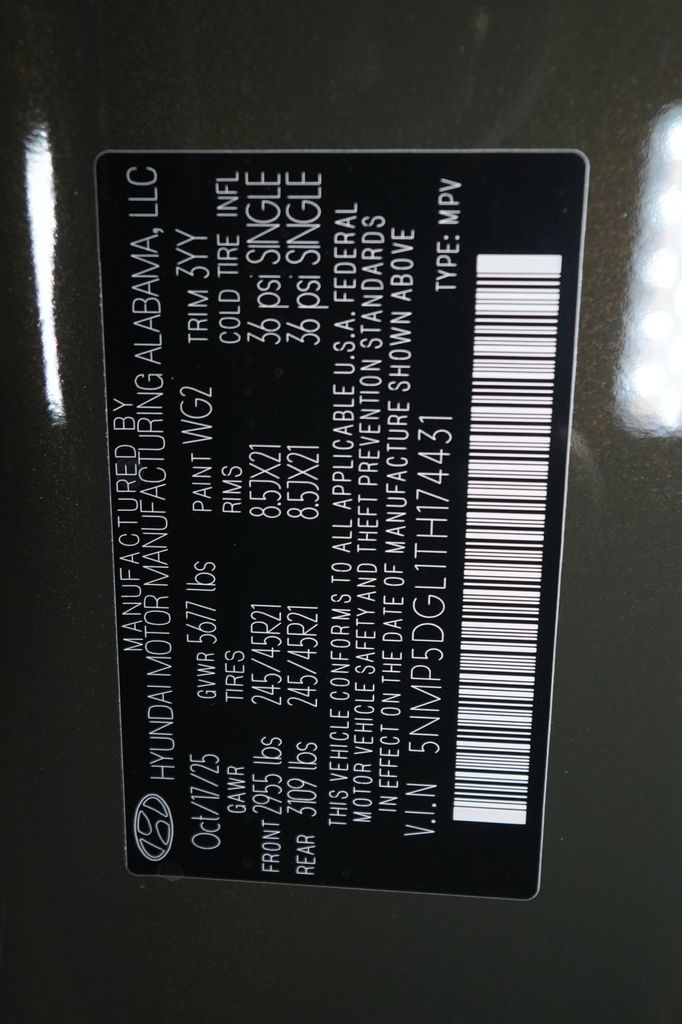 MANUFACTURED BY
HYUNDAI MOTOR MANUFACTURING ALABAMA, LLC
Oct/17/25 GVWR 5677 lbs PAINT WG2 TRIM 3YY
GAWR TIRES RIMS COLD TIRE INFL
FRONT 2955 lbs 245/45R21 8.5JX21 36 psi SINGLE
REAR 3109 lbs 245/45R21 8.5JX21 36 psi SINGLE
THIS VEHICLE CONFORMS TO ALL APPLICABLE U.S.A. FEDERAL
MOTOR VEHICLE SAFETY AND THEFT PREVENTION STANDARDS
IN EFFECT ON THE DATE OF MANUFACTURE SHOWN ABOVE
V.I.N 5NMP5DGL1TH174431 TYPE: MPV